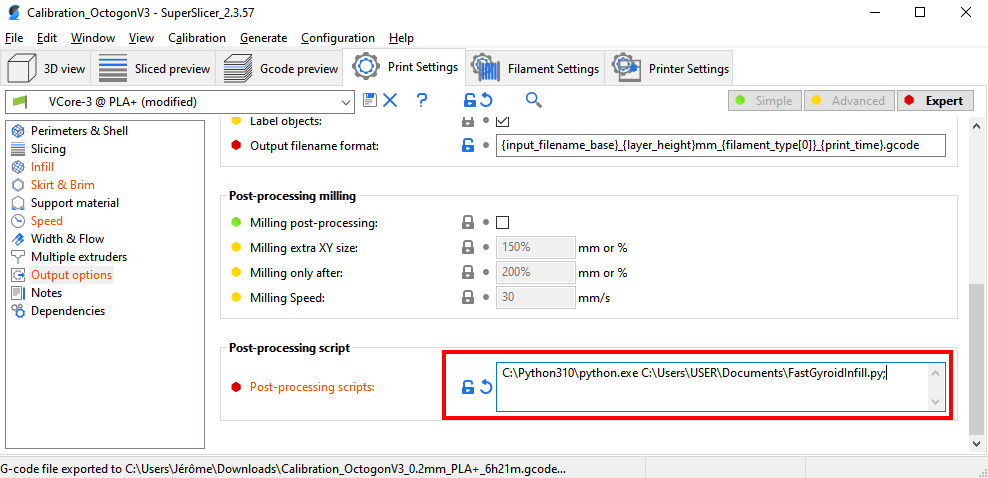 Calibration_OctogonV3 - SuperSlicer_2.3.57
File Edit Window View Calibration Generate Configuration Help
3D view Sliced preview Gcode preview Print Settings Filament Settings Printer Settings
VCore-3 @ PLA+ (modified) ? Simple Advanced Expert
Perimeters & Shell
Slicing
Infill
Skirt & Brim
Support material
Speed
Width & Flow
Multiple extruders
Output options
Notes
Dependencies
Label objects:
Output filename format: {input_filename_base}_{layer_height}mm_{filament_type[0]}_{print_time}.gcode
Post-processing milling
Milling post-processing:
Milling extra XY size: 150% mm or %
Milling only after: 200% mm or %
Milling Speed: 30 mm/s
Post-processing script
Post-processing scripts: C:\Python310\python.exe C:\Users\USER\Documents\FastGyroidInfill.py;
G-code file exported to C:\Users\Jérôme\Downloads\Calibration_OctogonV3_0.2mm_PLA+_6h21m.gcode...